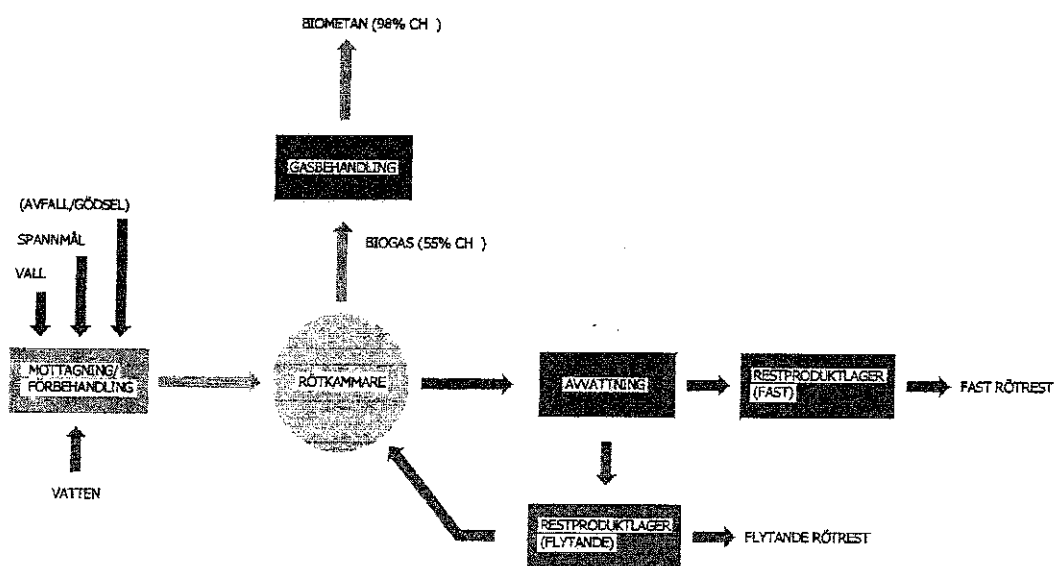 BIOMETAN (98% CH )
GASBEHANDLING
(AVFALL/GÖDSEL)
SPANNMÅL
BIOGAS (55% CH )
VALL
MOTTAGNING/
FÖRBEHANDLING
RÖTKAMMARE
AVVATTNING
RESTPRODUKTLAGER
(FAST)
FAST RÖTREST
VATTEN
RESTPRODUKTLAGER
(FLYTANDE)
FLYTANDE RÖTREST